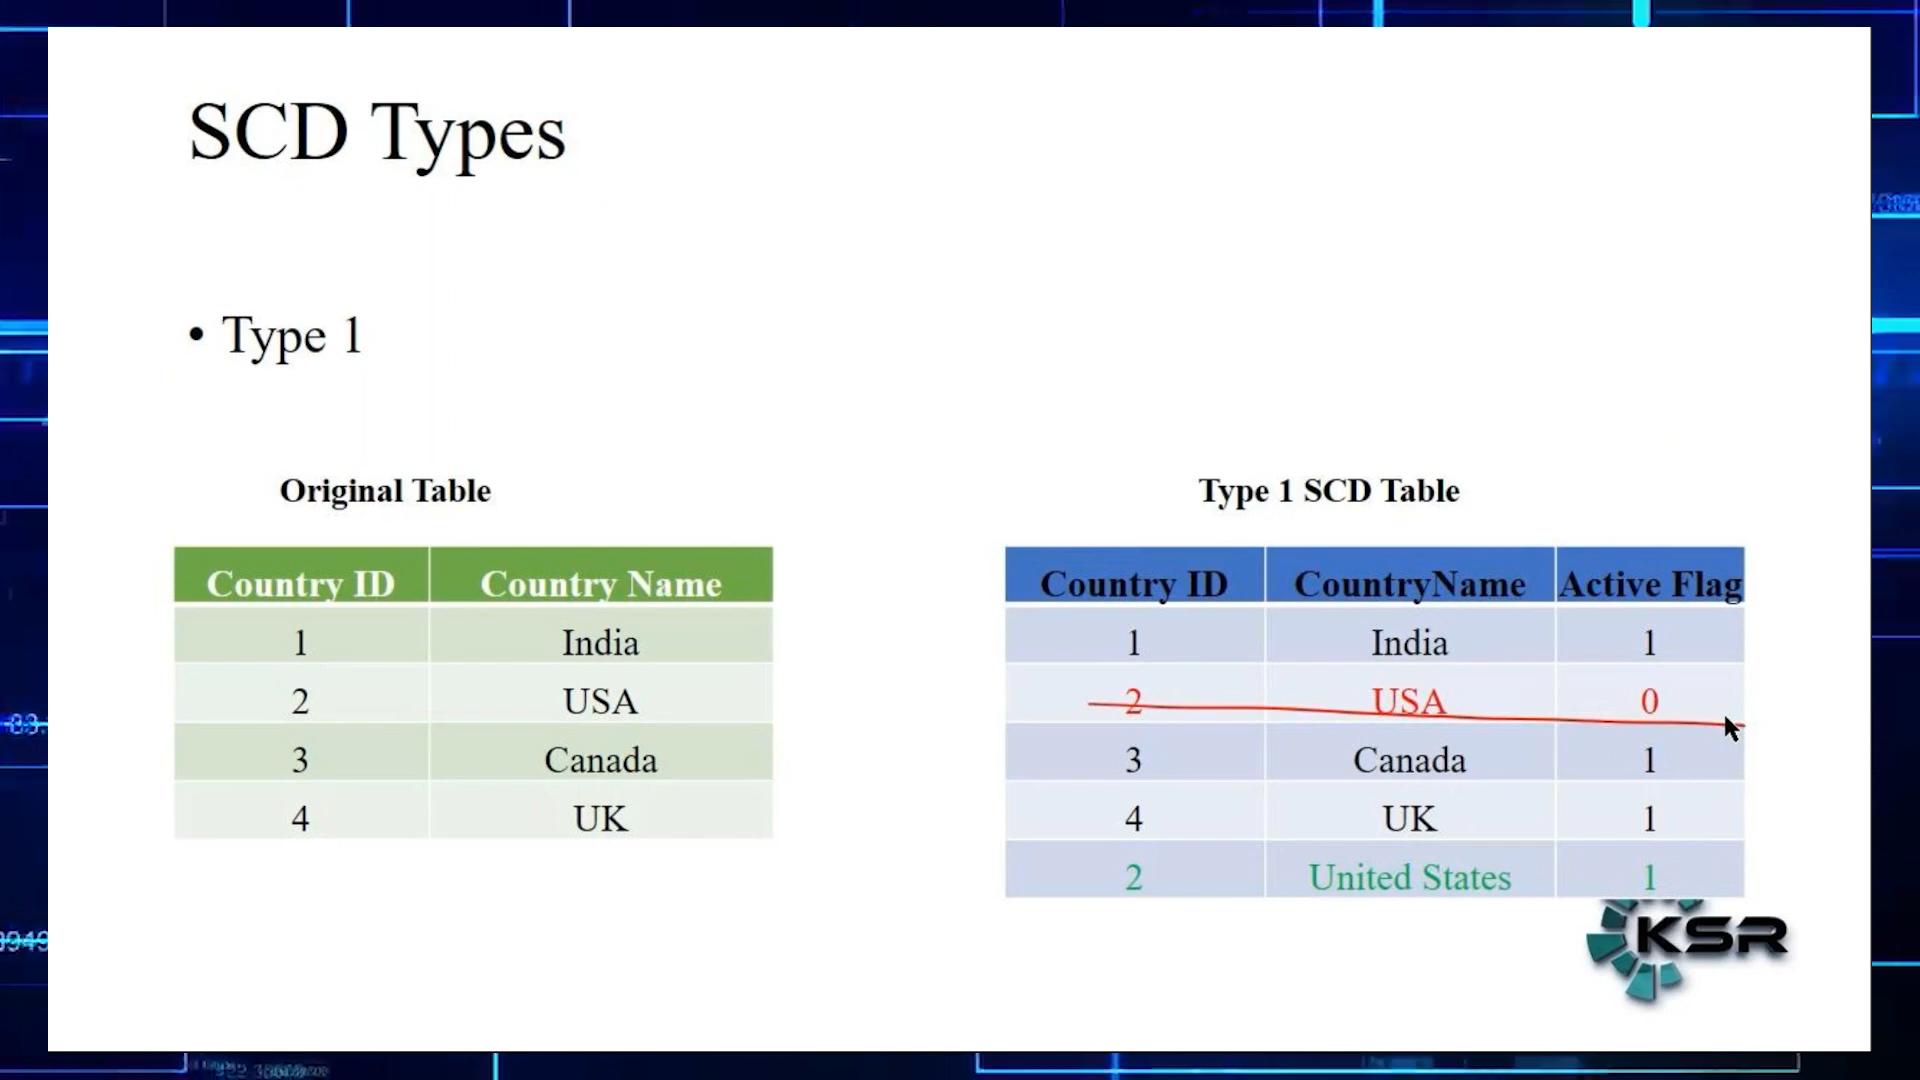 SCD Types
• Type 1
Original Table
Country ID Country Name
1 India
2 USA
3 Canada
4 UK
Type 1 SCD Table
Country ID CountryName Active Flag
1 India 1
2 USA 0
3 Canada 1
4 UK 1
2 United States 1
KSR